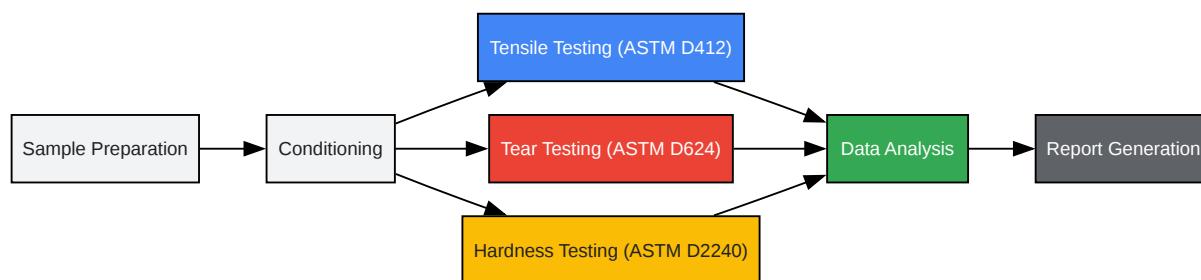 Sample Preparation
Conditioning
Tensile Testing (ASTM D412)
Tear Testing (ASTM D624)
Hardness Testing (ASTM D2240)
Data Analysis
Report Generation